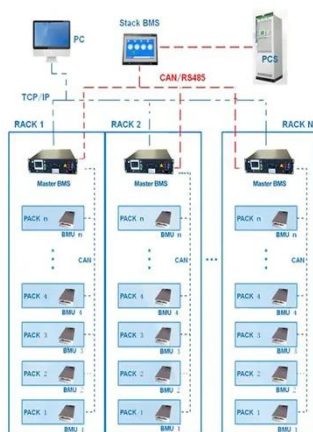 Stack BMS
PC
PCS
CAN/RS485
TCP/IP
RACK 1
RACK 2
RACK N
Master BMS
Master BMS
Master BMS
PACK n
BMU n
CAN
PACK 4
BMU 4
PACK 3
BMU 3
PACK 2
BMU 2
PACK 1
BMU 1
PACK n
BMU n
CAN
PACK 4
BMU 4
PACK 3
BMU 3
PACK 2
BMU 2
PACK 1
BMU 1
PACK n
BMU n
CAN
PACK 4
BMU 4
PACK 3
BMU 3
PACK 2
BMU 2
PACK 1
BMU 1